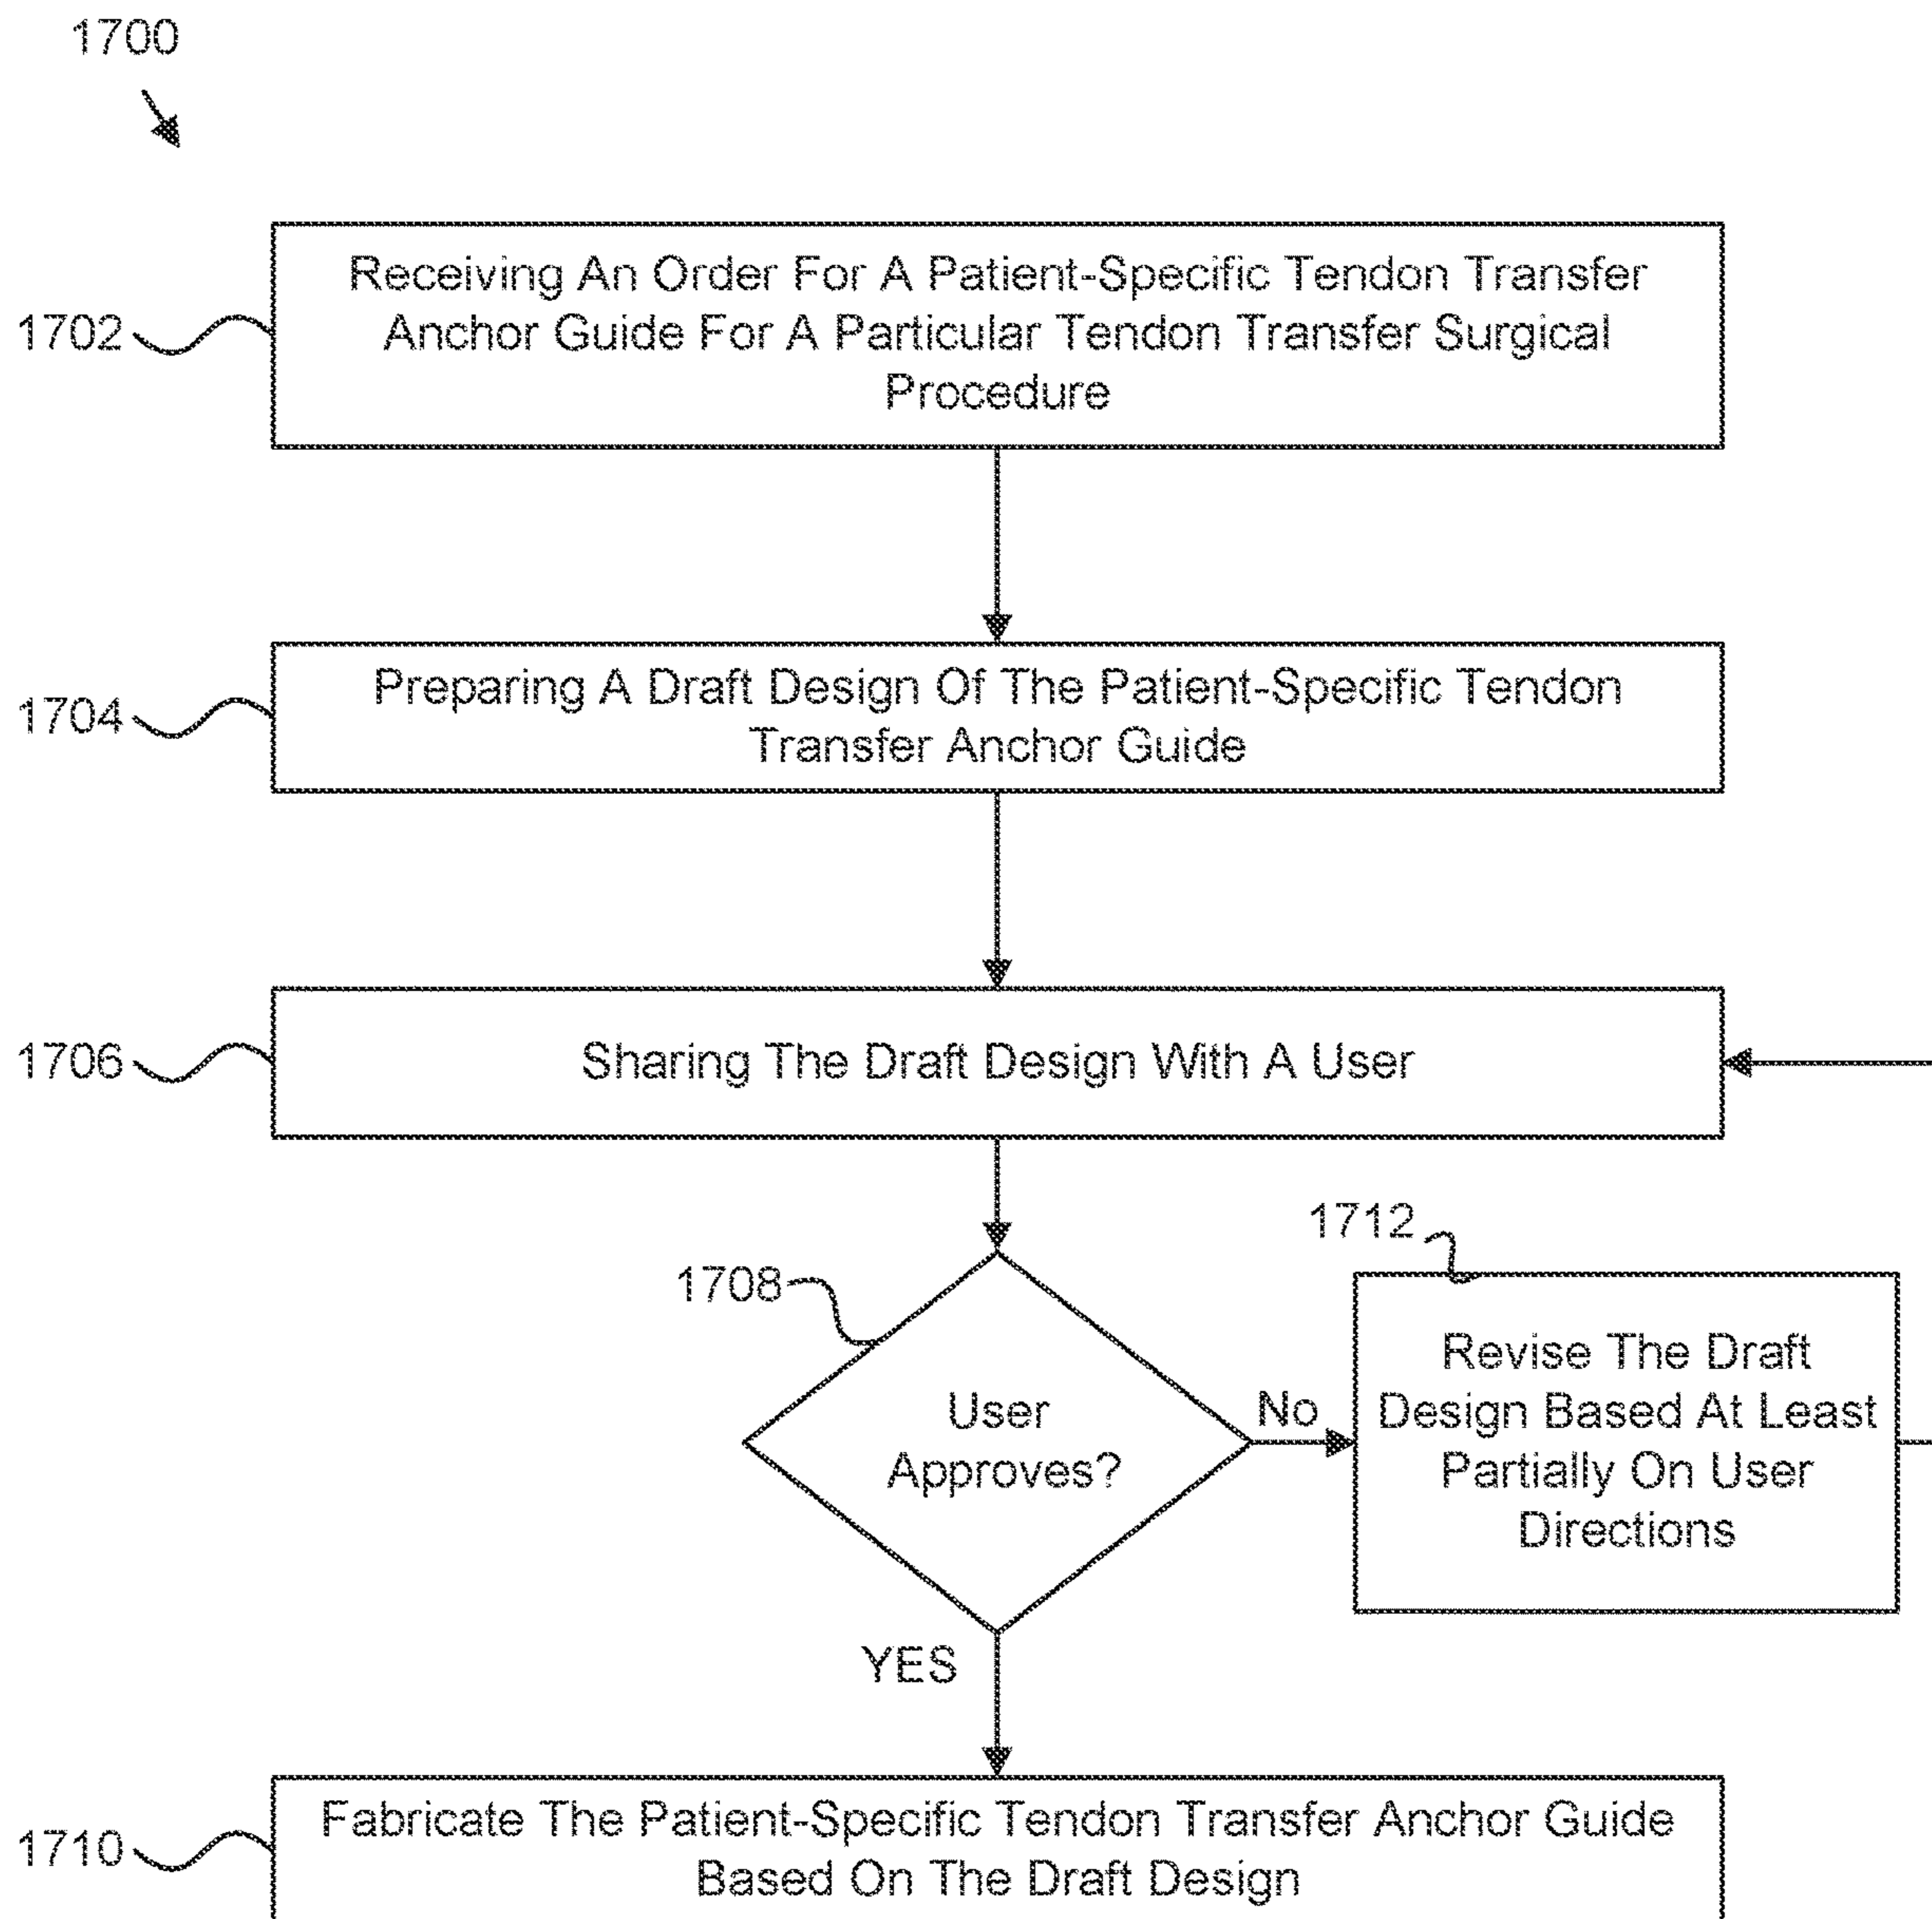 1700
Receiving An Order For A Patient-Specific Tendon Transfer
Anchor Guide For A Particular Tendon Transfer Surgical
Procedure
1702
Preparing A Draft Design Of The Patient-Specific Tendon
Transfer Anchor Guide
1704
Sharing The Draft Design With A User
1706
1708
User
Approves?
No
1712
Revise The Draft
Design Based At Least
Partially On User
Directions
YES
Fabricate The Patient-Specific Tendon Transfer Anchor Guide
Based On The Draft Design
1710